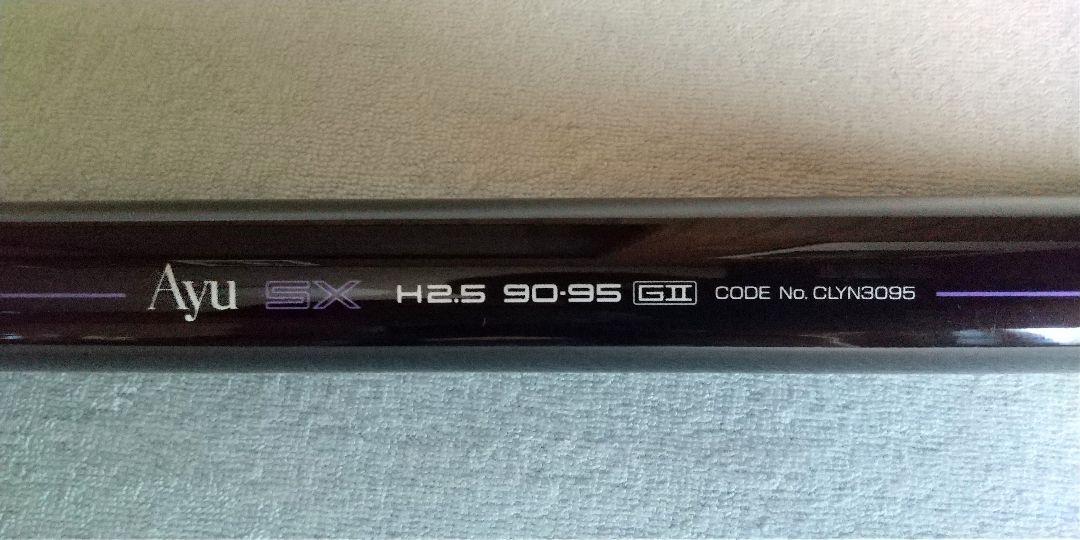 Ayu SX H2.5 90·95 GII CODE No. CLYN3095